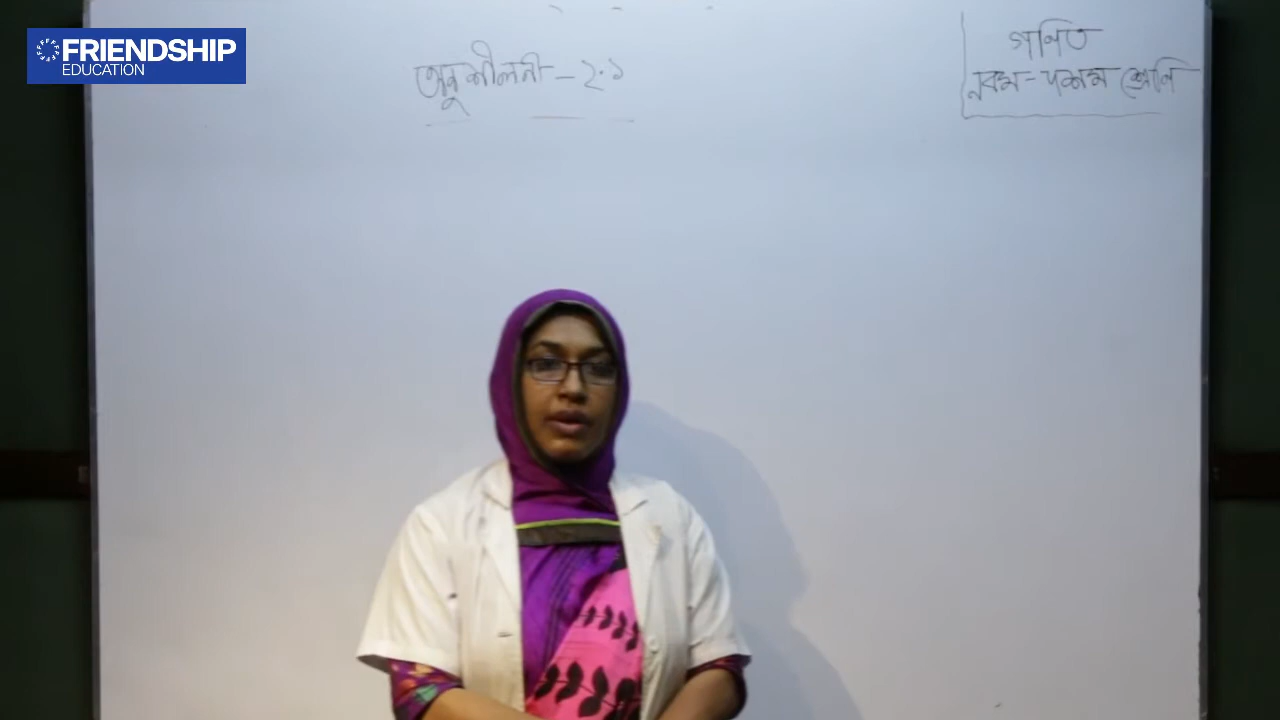 FRIENDSHIP
EDUCATION
অনুশীলনী - ২.১
গণিত
নবম - দশম শ্রেণি